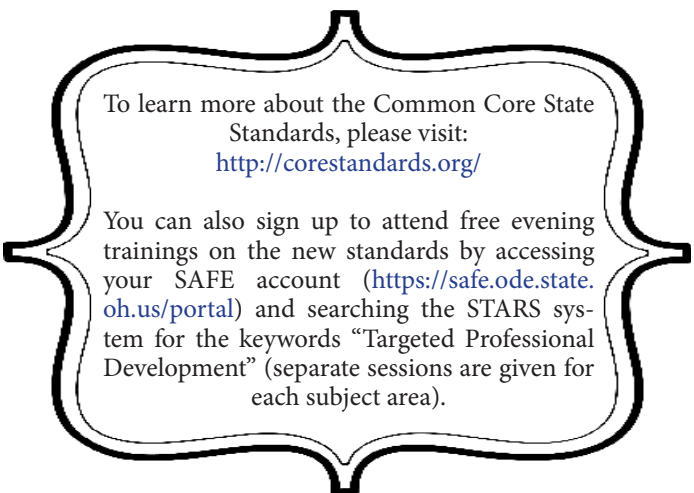 To learn more about the Common Core State
Standards, please visit:
http://corestandards.org/
You can also sign up to attend free evening
trainings on the new standards by accessing
your SAFE account (https://safe.ode.state.
oh.us/portal) and searching the STARS sys-
tem for the keywords “Targeted Professional
Development” (separate sessions are given for
each subject area).